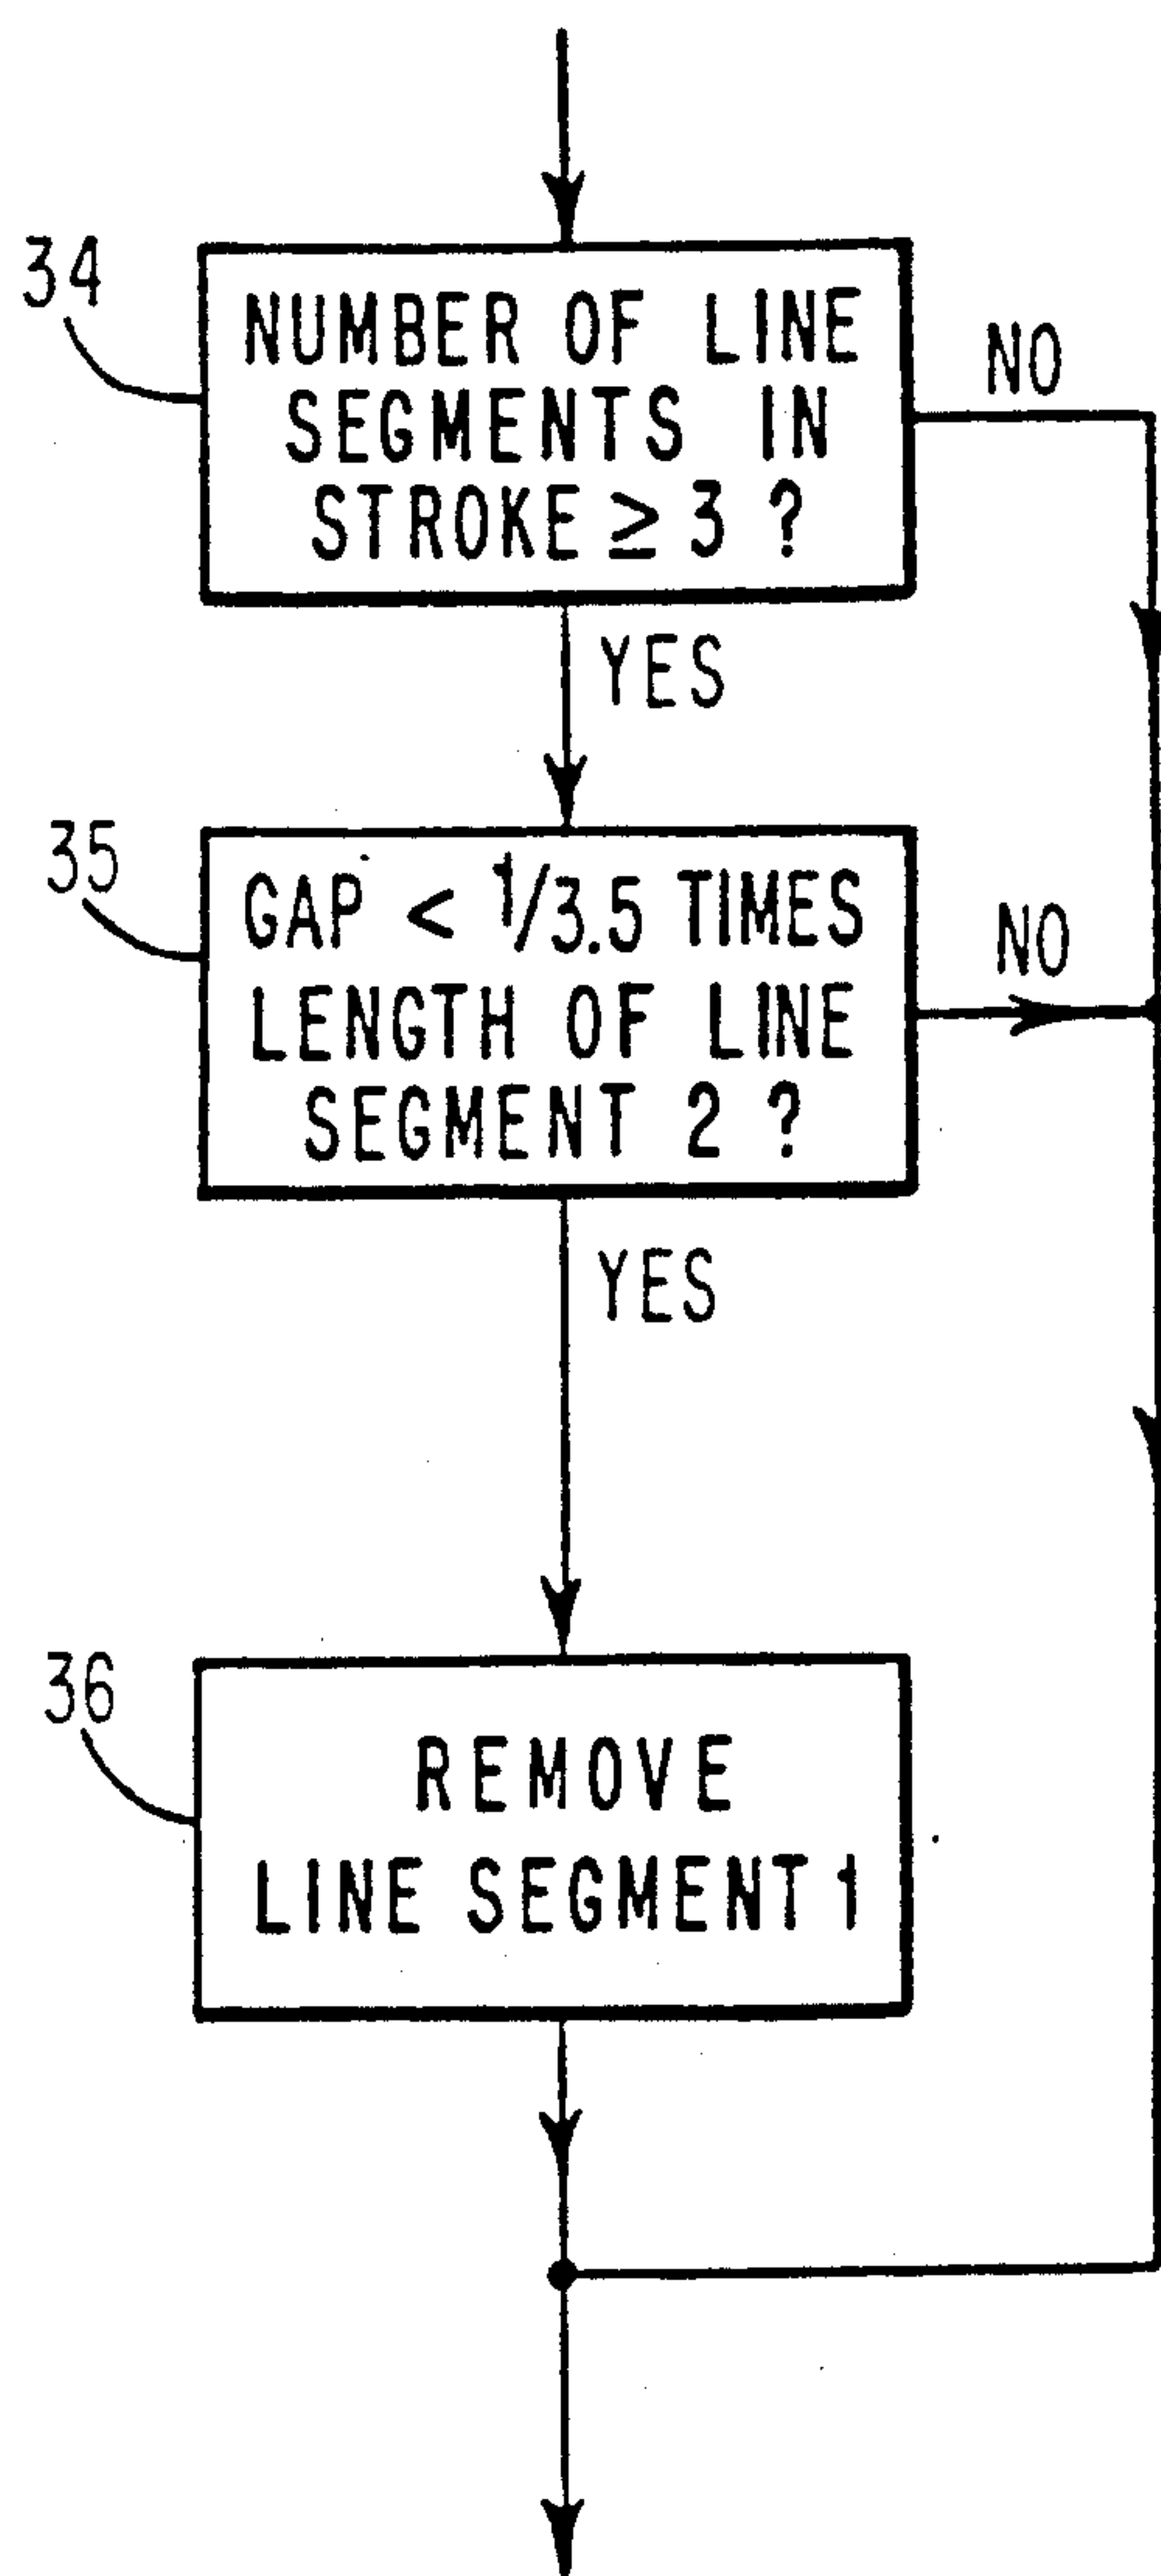 34
NUMBER OF LINE
SEGMENTS IN
STROKE ≥ 3 ?
NO
YES
35
GAP < 1/3.5 TIMES
LENGTH OF LINE
SEGMENT 2 ?
NO
YES
36
REMOVE
LINE SEGMENT 1